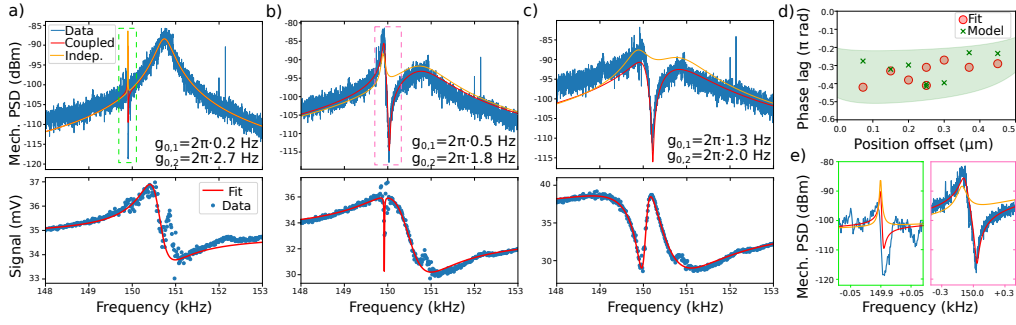 a)
Mech. PSD (dBm)
-85
-90
-95
-100
-105
-110
-115
-120
Data
Coupled
Indep.
g0,1=2π·0.2 Hz
g0,2=2π·2.7 Hz
Signal (mV)
37
36
35
34
33
Fit
Data
148
149
150
151
152
153
Frequency (kHz)
b)
-75
-85
-95
-105
-115
g0,1=2π·0.5 Hz
g0,2=2π·1.8 Hz
36
34
32
30
148
149
150
151
152
153
Frequency (kHz)
c)
-75
-85
-95
-105
-115
g0,1=2π·1.3 Hz
g0,2=2π·2.0 Hz
40
35
30
148
149
150
151
152
153
Frequency (kHz)
d)
Phase lag (π rad)
0.0
-0.1
-0.2
-0.3
-0.4
-0.5
-0.6
Fit
Model
0.0
0.1
0.2
0.3
0.4
0.5
Position offset (μm)
e)
Mech. PSD (dBm)
-80
-90
-100
-110
-120
-0.05
149.9
+0.05
-0.3
150.0
+0.3
Frequency (kHz)